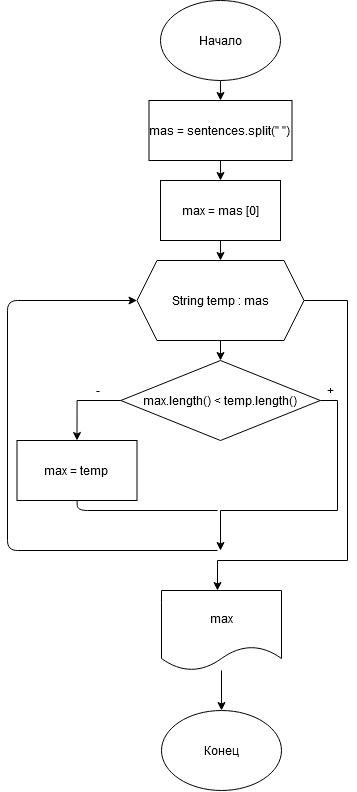 Начало
mas = sentences.split(" ")
max = mas [0]
String temp : mas
max.length() < temp.length()
-
+
max = temp
max
Конец